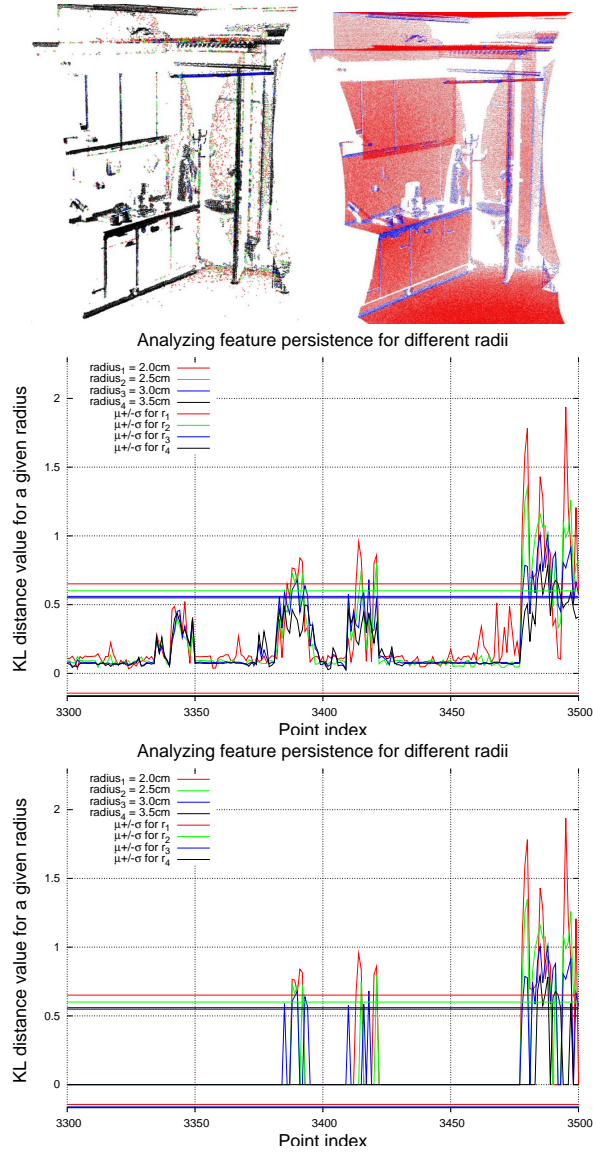 Analyzing feature persistence for different radii
KL distance value for a given radius
radius₁ = 2.0cm
radius₂ = 2.5cm
radius₃ = 3.0cm
radius₄ = 3.5cm
μ+/-σ for r₁
μ+/-σ for r₂
μ+/-σ for r₃
μ+/-σ for r₄
2
1.5
1
0.5
0
3300 3350 3400 3450 3500
Point index
Analyzing feature persistence for different radii
KL distance value for a given radius
radius₁ = 2.0cm
radius₂ = 2.5cm
radius₃ = 3.0cm
radius₄ = 3.5cm
μ+/-σ for r₁
μ+/-σ for r₂
μ+/-σ for r₃
μ+/-σ for r₄
2
1.5
1
0.5
0
3300 3350 3400 3450 3500
Point index